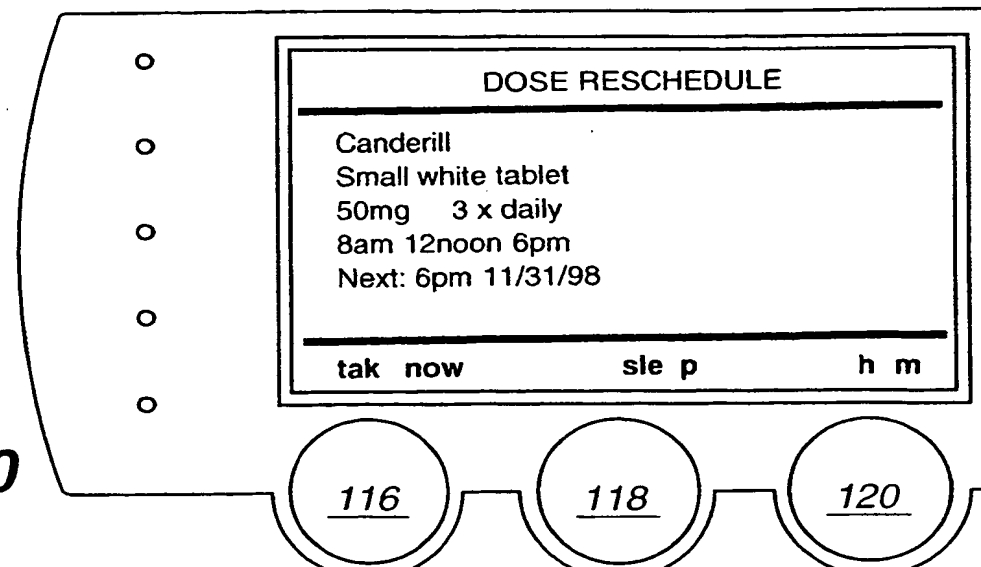 DOSE RESCHEDULE
Canderill
Small white tablet
50mg 3 x daily
8am 12noon 6pm
Next: 6pm 11/31/98
tak now sle p h m
0
116 118 120